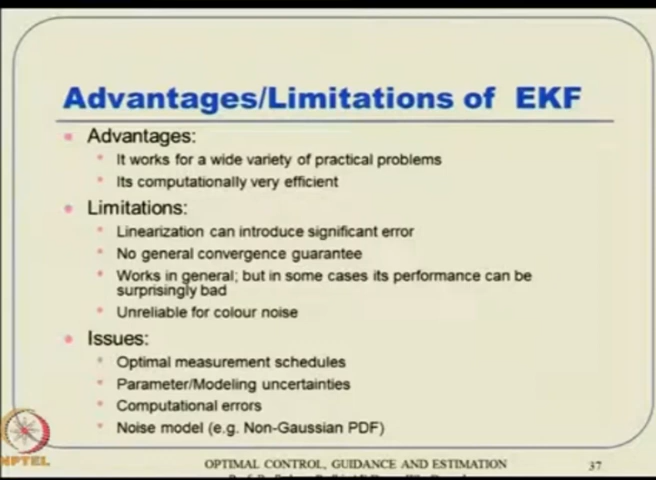 Advantages/Limitations of EKF
Advantages:
It works for a wide variety of practical problems
Its computationally very efficient
Limitations:
Linearization can introduce significant error
No general convergence guarantee
Works in general; but in some cases its performance can be
surprisingly bad
Unreliable for colour noise
Issues:
Optimal measurement schedules
Parameter/Modeling uncertainties
Computational errors
Noise model (e.g. Non-Gaussian PDF)
NPTEL
OPTIMAL CONTROL, GUIDANCE AND ESTIMATION
37